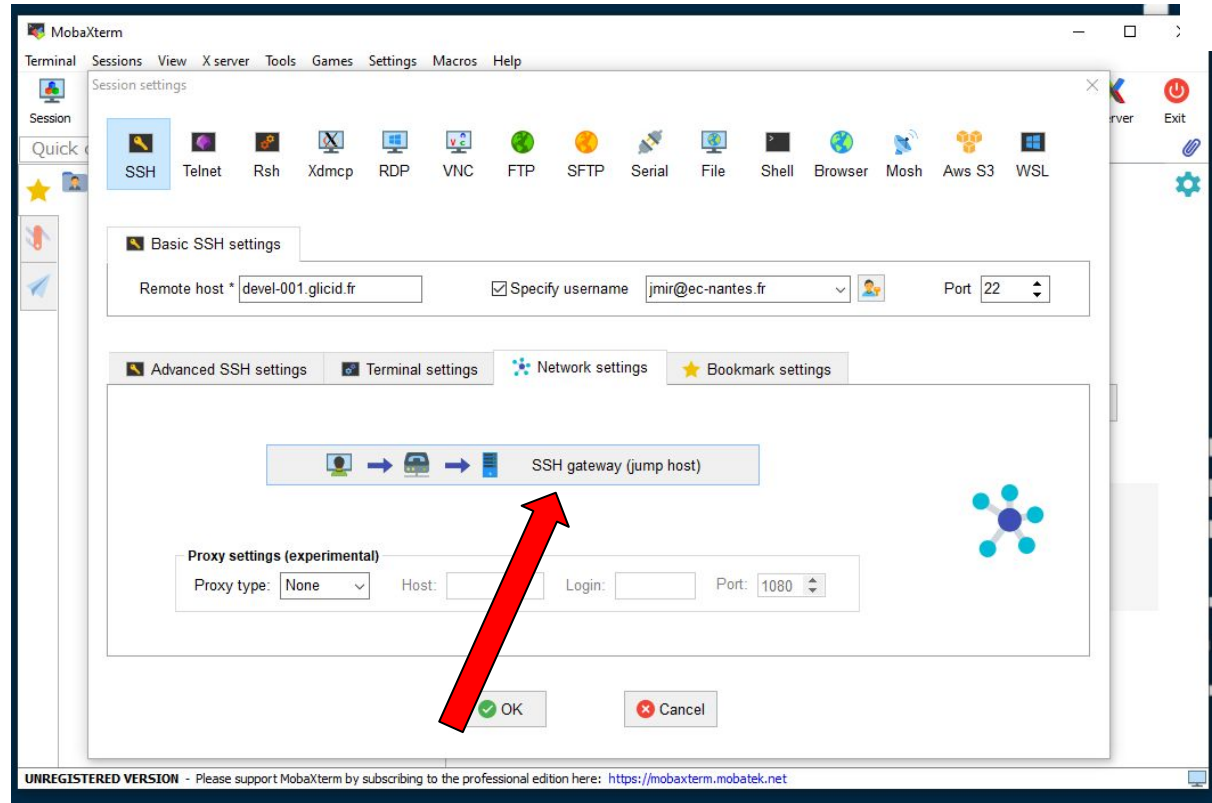 MobaXterm
Terminal Sessions View X server Tools Games Settings Macros Help
Session settings
Session
Exit
Quick
SSH Telnet Rsh Xdmcp RDP VNC FTP SFTP Serial File Shell Browser Mosh Aws S3 WSL
Basic SSH settings
Remote host * devel-001.glicid.fr Specify username jmir@ec-nantes.fr Port 22
Advanced SSH settings Terminal settings Network settings Bookmark settings
SSH gateway (jump host)
Proxy settings (experimental)
Proxy type: None Host: Login: Port: 1080
OK Cancel
UNREGISTERED VERSION - Please support MobaXterm by subscribing to the professional edition here: https://mobaxterm.mobatek.net